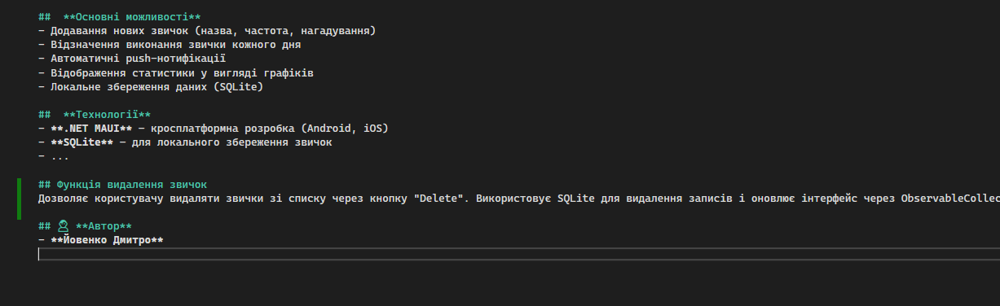 ##  **Основні можливості**
- Додавання нових звичок (назва, частота, нагадування)
- Відзначення виконання звички кожного дня
- Автоматичні push-нотифікації
- Відображення статистики у вигляді графіків
- Локальне збереження даних (SQLite)
##  **Технології**
- **.NET MAUI** – кросплатформна розробка (Android, iOS)
- **SQLite** – для локального збереження звичок
- ...
## Функція видалення звичок
Дозволяє користувачу видаляти звички зі списку через кнопку "Delete". Використовує SQLite для видалення записів і оновлює інтерфейс через ObservableCollec
## 👨 **Автор**
- **Йовенко Дмитро**